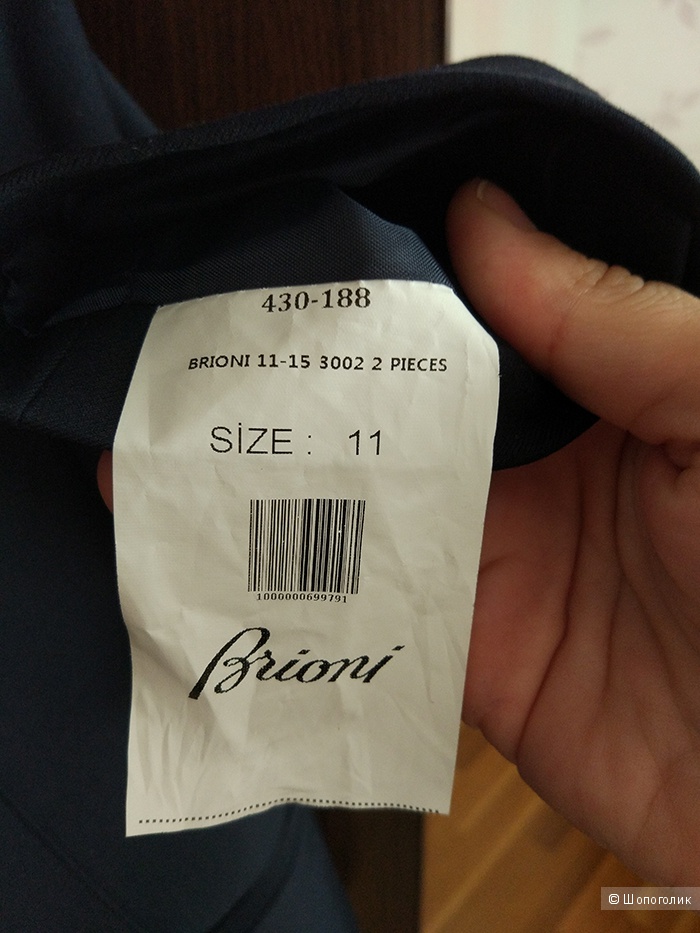 430-188
BRIONI 11-15 3002 2 PIECES
SİZE : 11
1000000699791
Brioni
© Шопоголик